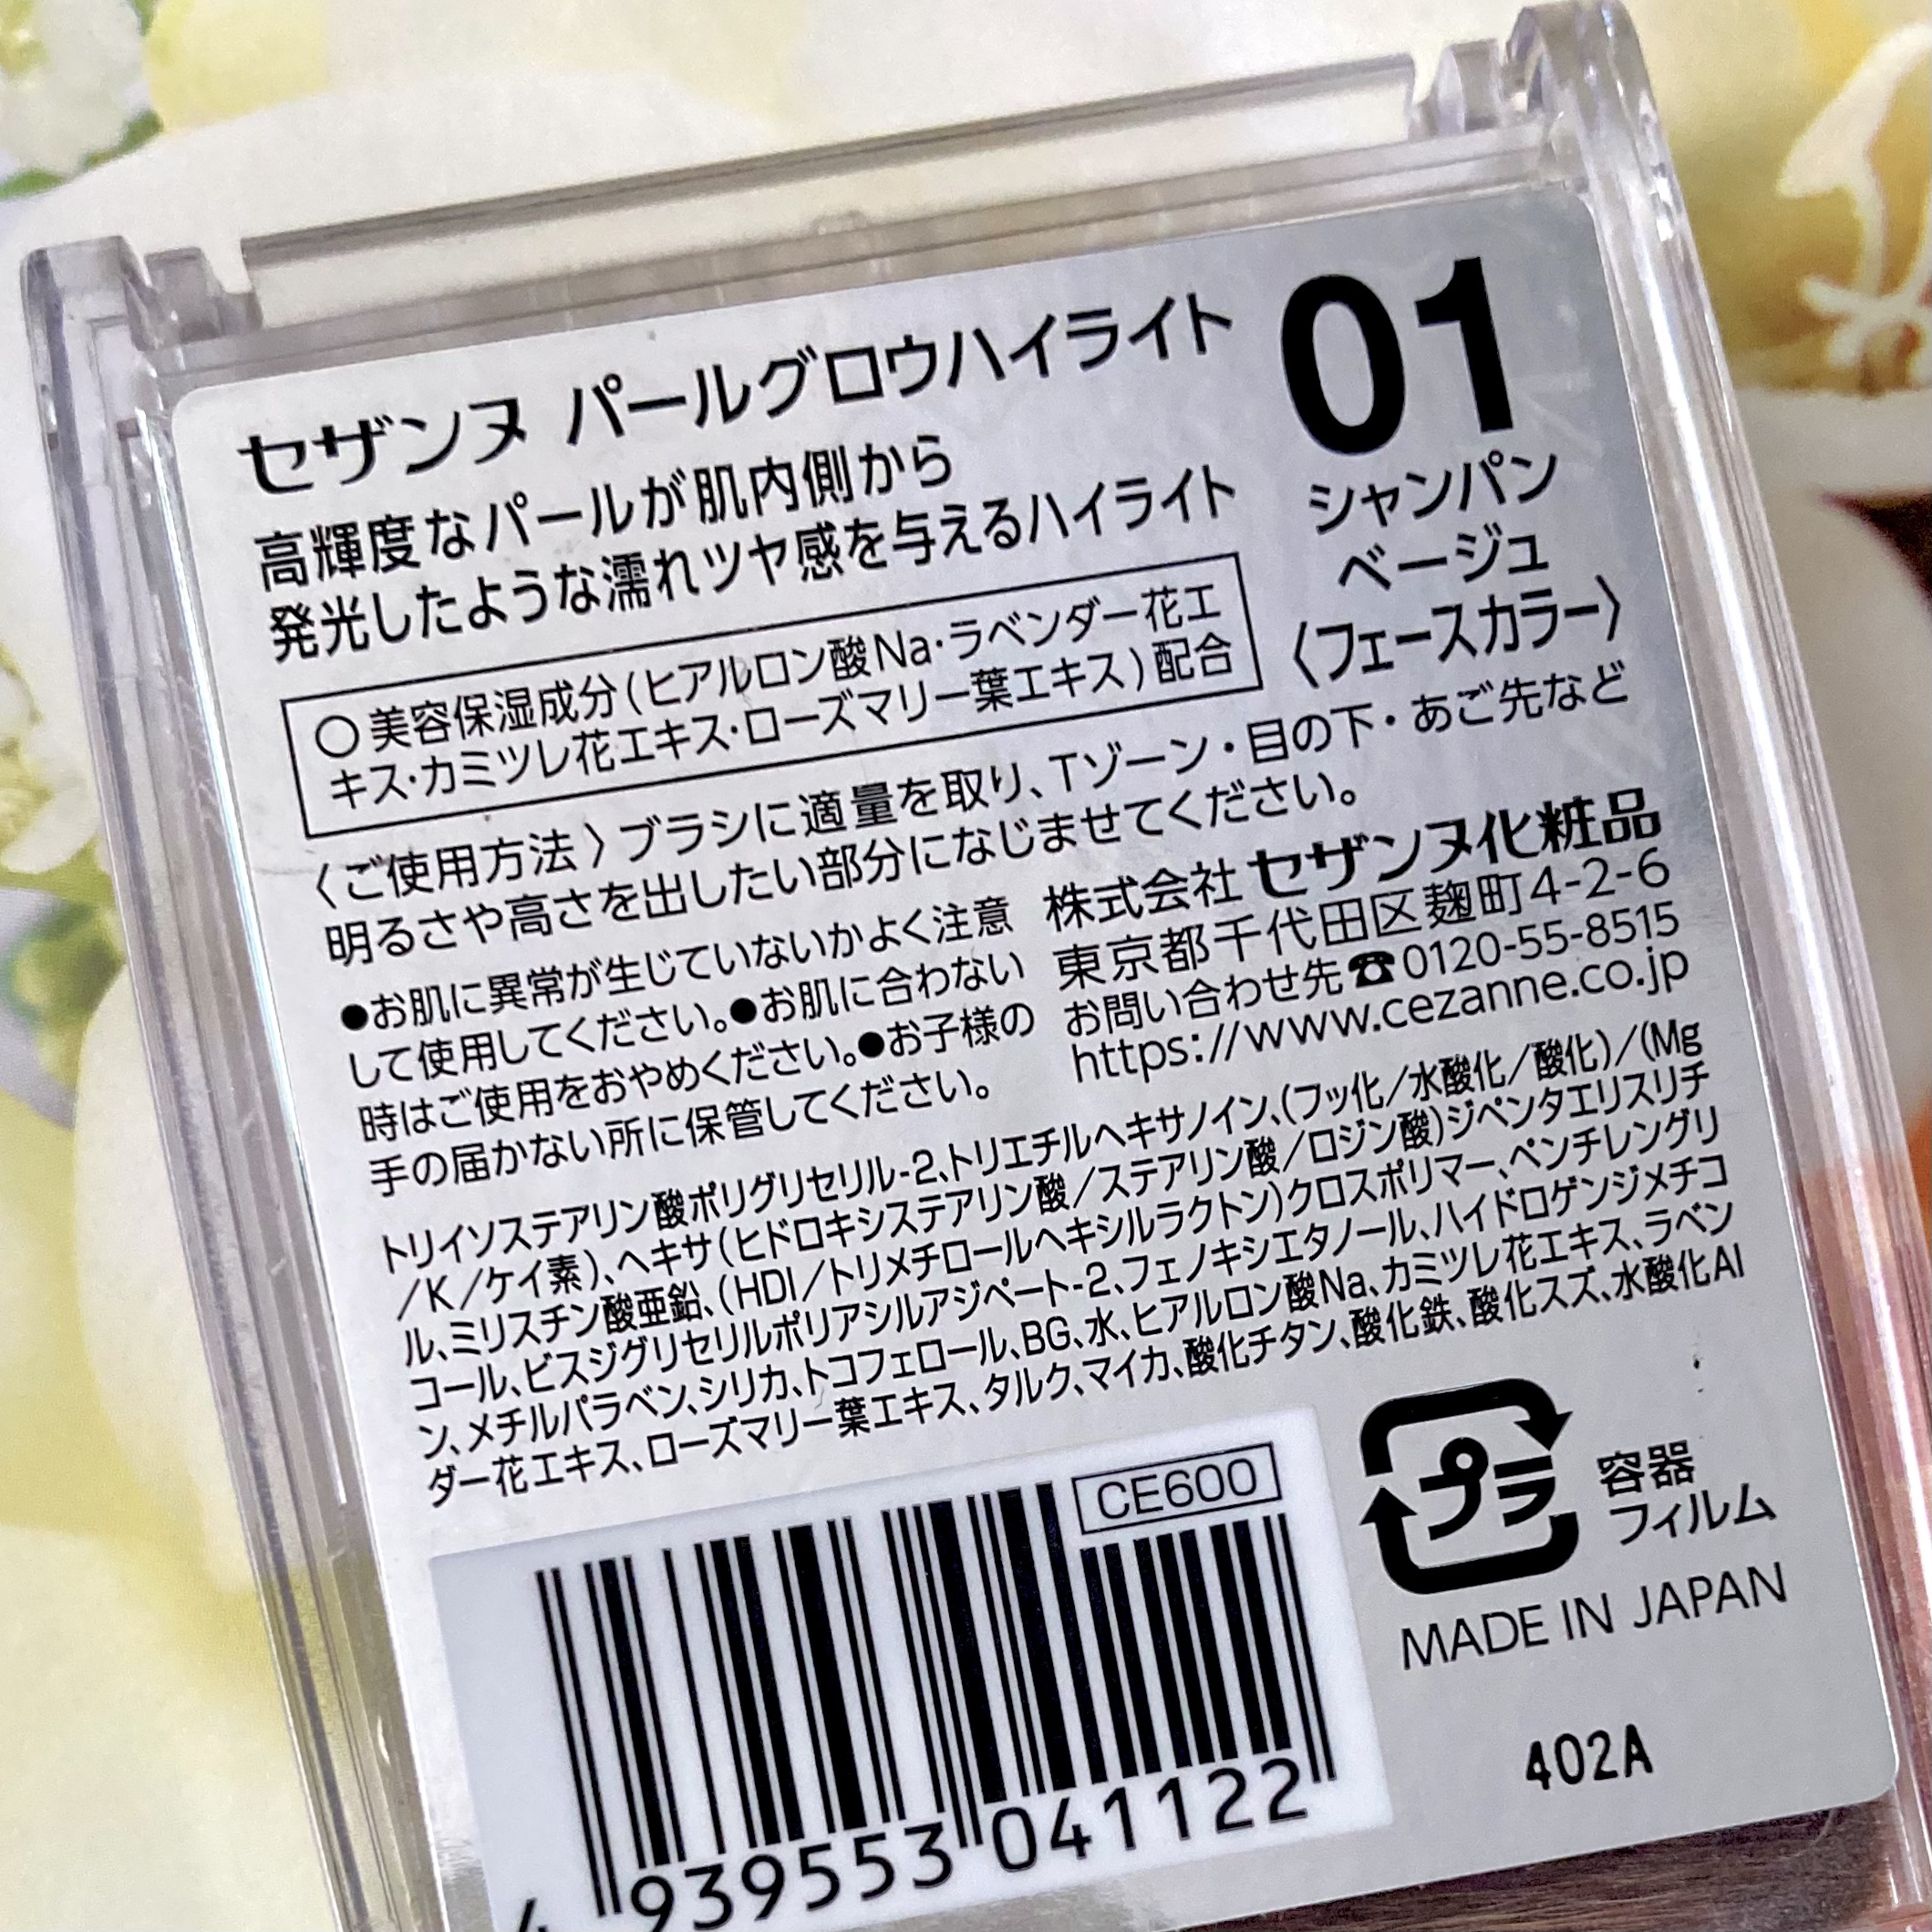 セザンヌ パールグロウハイライト
高輝度なパールが肌内側から
発光したような濡れツヤ感を与えるハイライト
01
シャンパン
ベージュ
〈フェースカラー〉
○美容保湿成分(ヒアルロン酸Na・ラベンダー花エ
キス・カミツレ花エキス・ローズマリー葉エキス)配合
〈ご使用方法〉ブラシに適量を取り、Tゾーン・目の下・あご先など
明るさや高さを出したい部分になじませてください。
●お肌に異常が生じていないかよく注意
して使用してください。●お肌に合わない
時はご使用をおやめください。●お子様の
手の届かない所に保管してください。
株式会社セザンヌ化粧品
東京都千代田区麹町4-2-6
お問い合わせ先☎0120-55-8515
https://www.cezanne.co.jp
トリイソステアリン酸ポリグリセリル-2、トリエチルヘキサノイン、(フッ化/水酸化/酸化)/(Mg
/K/ケイ素)、ヘキサ(ヒドロキシステアリン酸/ステアリン酸/ロジン酸)ジペンタエリスリチ
ル、ミリスチン酸亜鉛、(HDI/トリメチロールヘキシルラクトン)クロスポリマー、ペンチレングリ
コール、ビスジグリセリルポリアシルアジペート-2、フェノキシエタノール、ハイドロゲンジメチコ
ン、メチルパラベン、シリカ、トコフェロール、BG、水、ヒアルロン酸Na、カミツレ花エキス、ラベン
ダー花エキス、ローズマリー葉エキス、タルク、マイカ、酸化チタン、酸化鉄、酸化スズ、水酸化Al
CE600
4 939553 041122
プラ
容器
フィルム
MADE IN JAPAN
402A